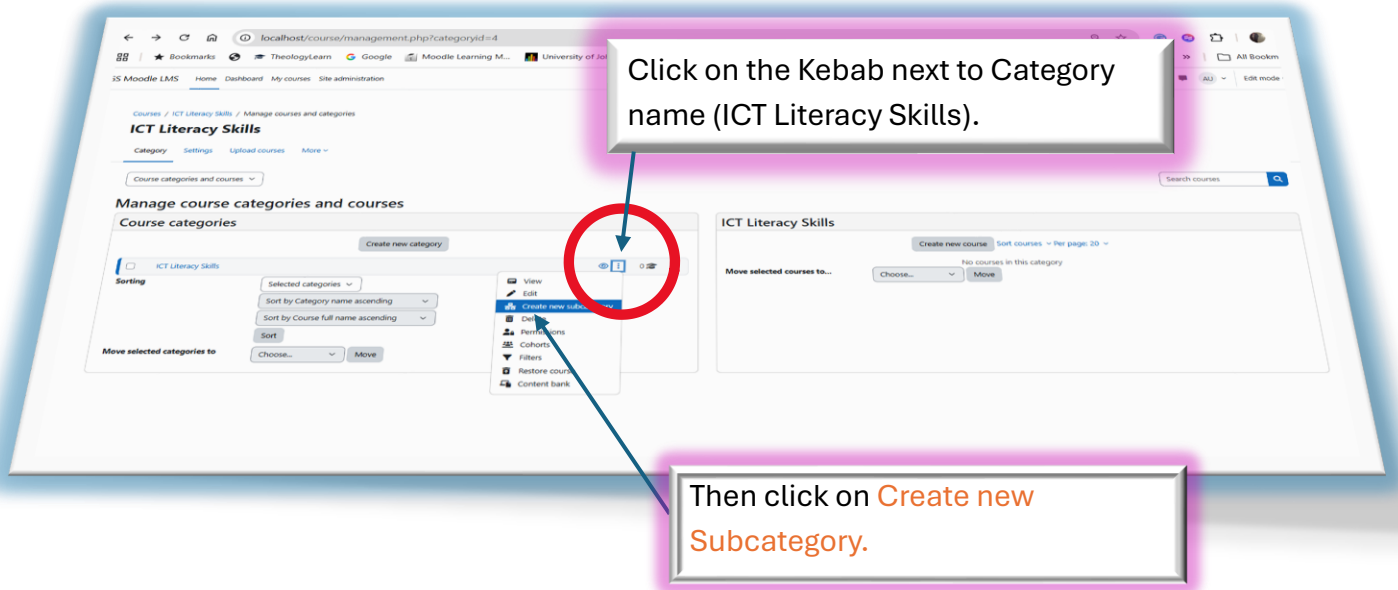 localhost/course/management.php?categoryid=4
Bookmarks TheologyLearn Google Moodle Learning M... University of All Bookm
Click on the Kebab next to Category
name (ICT Literacy Skills).
Moodle LMS Home Dashboard My courses Site administration AU Edit mode
Courses / ICT Literacy Skills / Manage courses and categories
ICT Literacy Skills
Category Settings Upload courses More
Course categories and courses
Search courses
Manage course categories and courses
Course categories
ICT Literacy Skills
Create new category
Create new course Sort courses Per page: 20
No courses in this category
ICT Literacy Skills 0
Move selected courses to... Choose... Move
Sorting Selected categories
Sort by Category name ascending
Sort by Course full name ascending
Sort
Move selected categories to Choose... Move
View
Edit
Create new subcategory
Delete
Permissions
Cohorts
Filters
Restore course
Content bank
Then click on Create new
Subcategory.